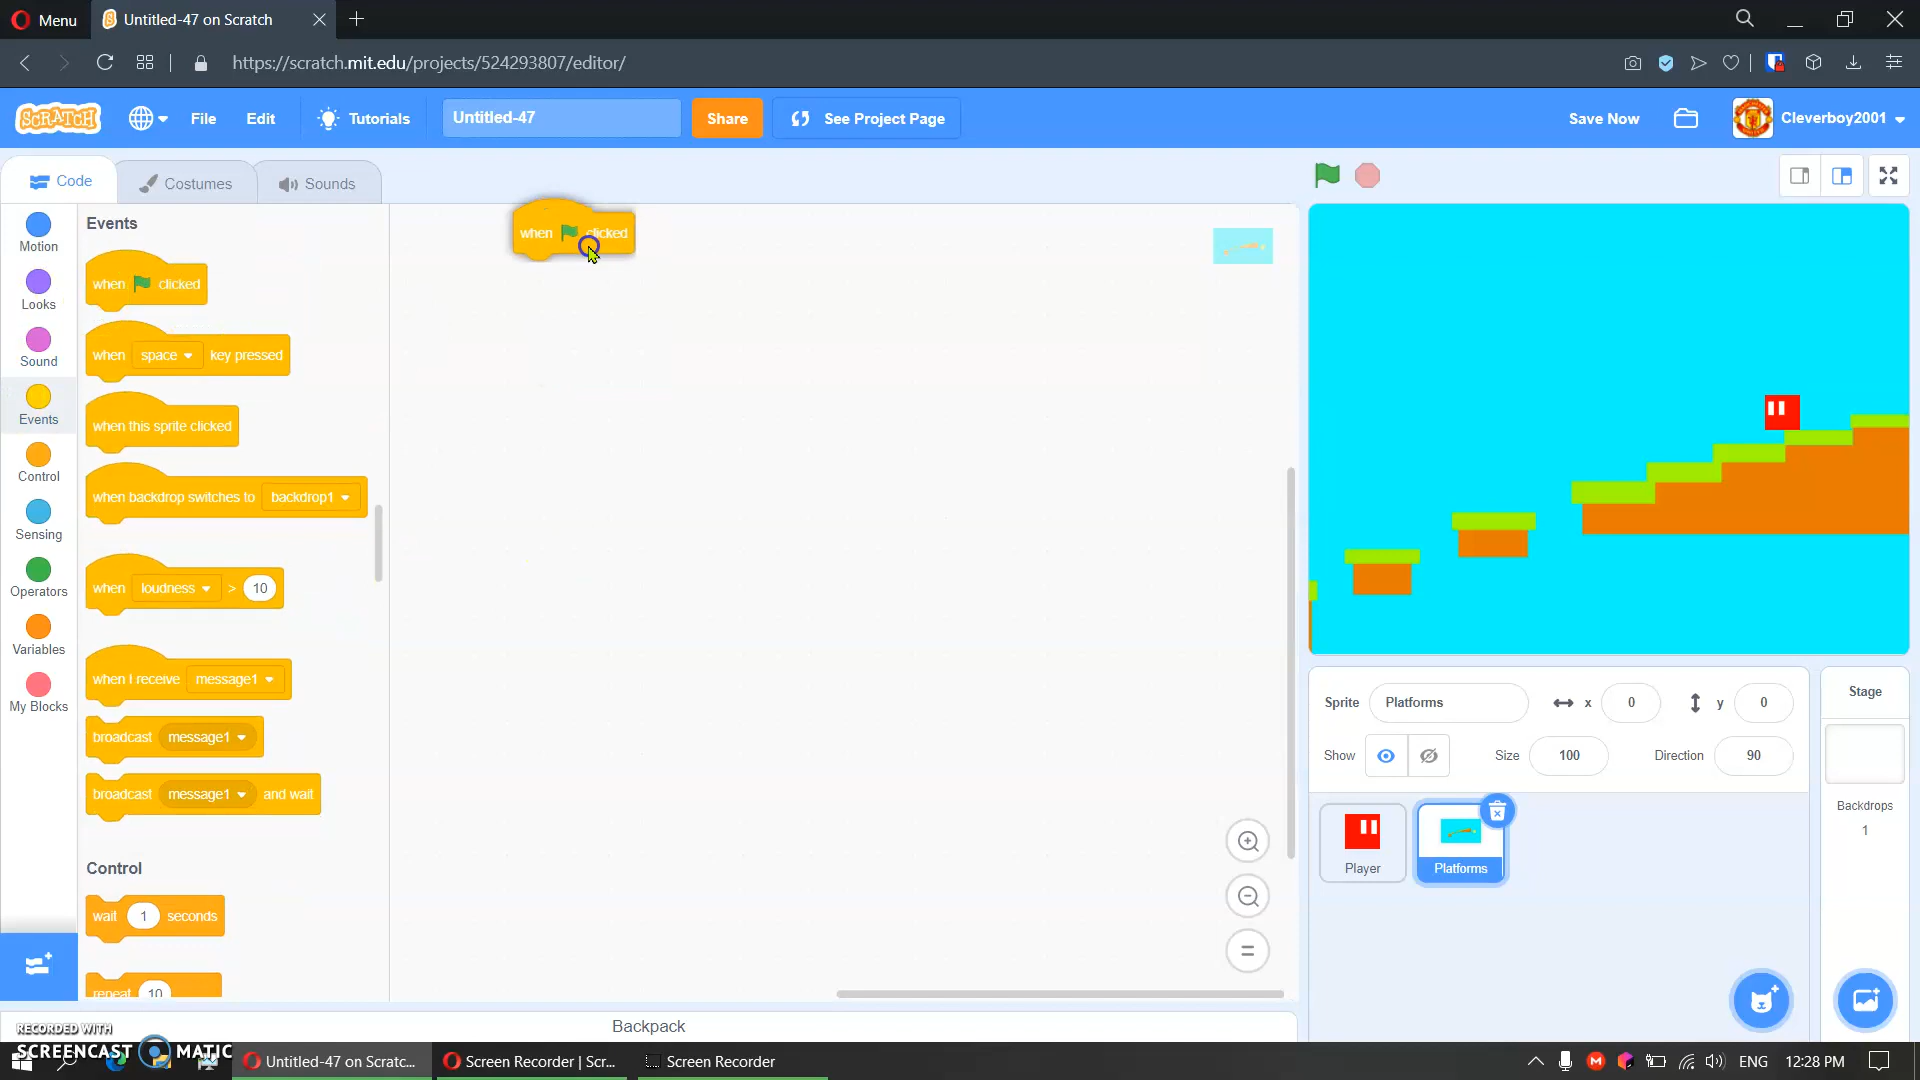 Menu
Untitled-47 on Scratch
https://scratch.mit.edu/projects/524293807/editor/
SCRATCH
File
Edit
Tutorials
Untitled-47
Share
See Project Page
Save Now
Cleverboy2001
Code
Costumes
Sounds
Motion
Looks
Sound
Events
Control
Sensing
Operators
Variables
My Blocks
Events
when clicked
when space key pressed
when this sprite clicked
when backdrop switches to backdrop1
when loudness > 10
when I receive message1
broadcast message1
broadcast message1 and wait
Control
wait 1 seconds
repeat 10
when clicked
Backpack
Sprite Platforms x 0 y 0
Show Size 100 Direction 90
Player
Platforms
Stage
Backdrops
1
RECORDED WITH
SCREENCAST MATIC
Untitled-47 on Scratc...
Screen Recorder | Scr...
Screen Recorder
ENG
12:28 PM